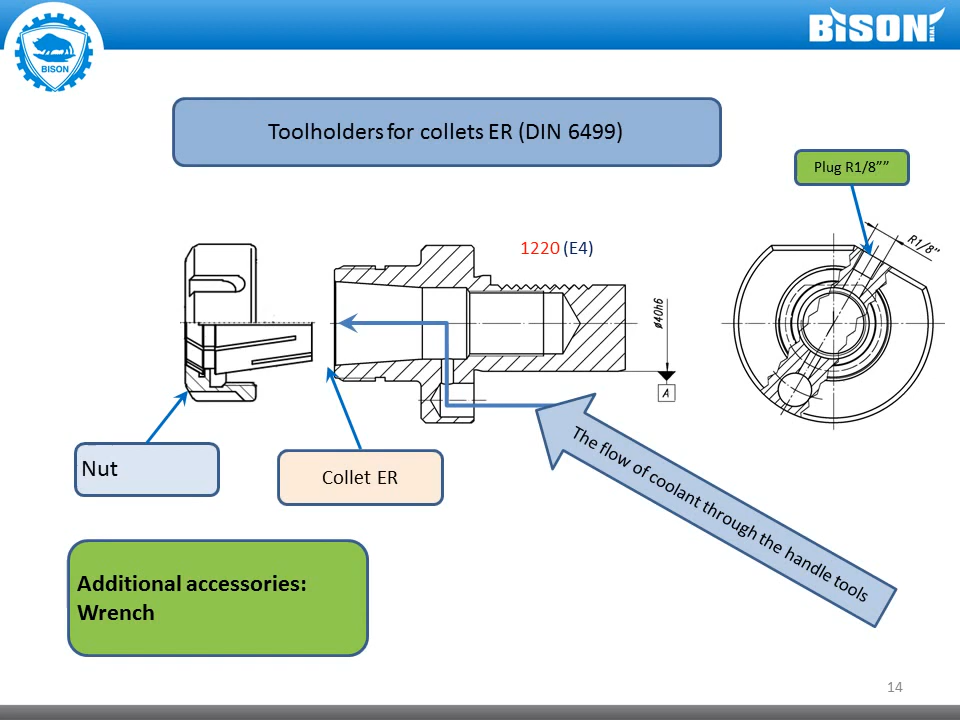 BISON
BISON
BIAL
Toolholders for collets ER (DIN 6499)
Plug R1/8””
1220 (E4)
R1/8"
ø40h6
A
Nut
Collet ER
The flow of coolant through the handle tools
Additional accessories:
Wrench
14